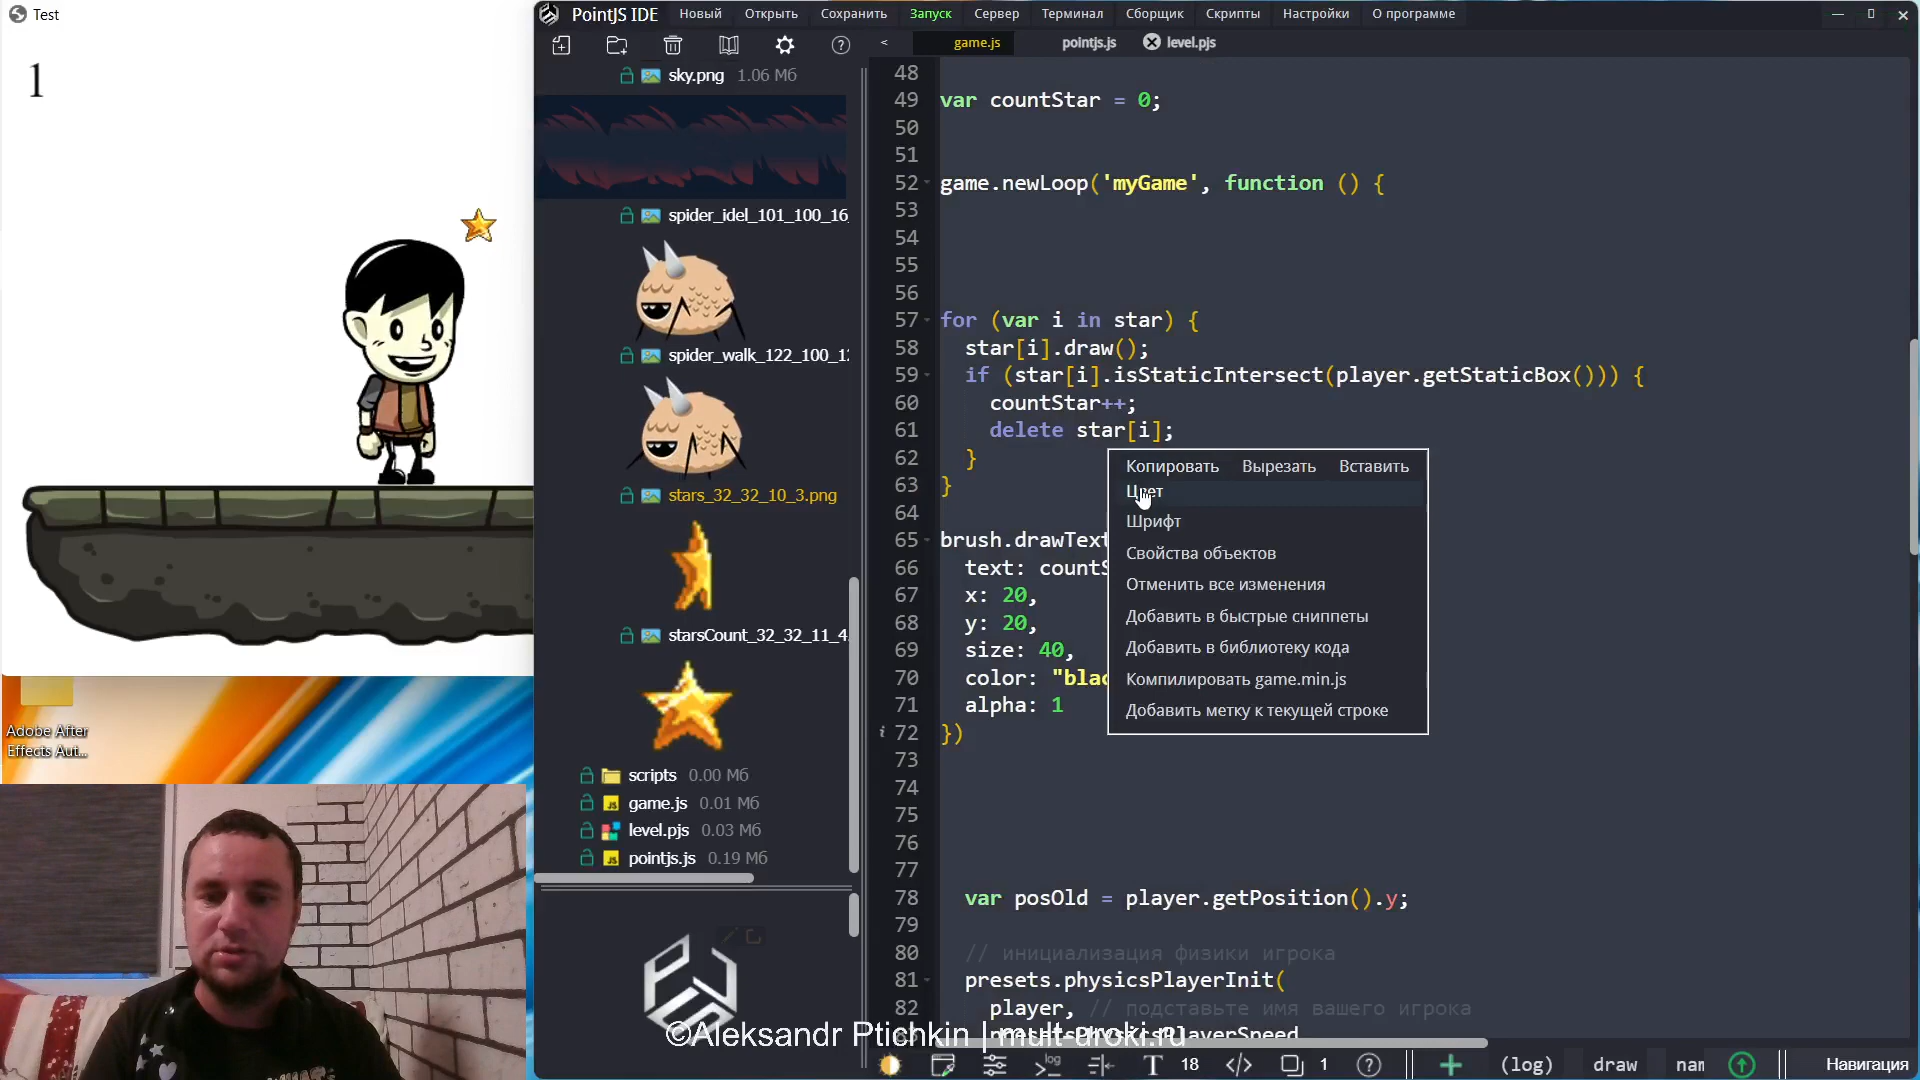 Test
PointJS IDE
Новый
Открыть
Сохранить
Запуск
Сервер
Терминал
Сборщик
Скрипты
Настройки
О программе
<
game.js
pointjs.js
level.pjs
1
sky.png 1.06 Мб
spider_idel_101_100_16
spider_walk_122_100_1
stars_32_32_10_3.png
starsCount_32_32_11_4
scripts 0.00 Мб
game.js 0.01 Мб
level.pjs 0.03 Мб
pointjs.js 0.19 Мб
Adobe After
Effects Aut...
48
49 var countStar = 0;
50
51
52 game.newLoop('myGame', function () {
53
54
55
56
57 for (var i in star) {
58 star[i].draw();
59 if (star[i].isStaticIntersect(player.getStaticBox())) {
60 countStar++;
61 delete star[i];
62 }
63 }
64
65 brush.drawText
66 text: countS
67 x: 20,
68 y: 20,
69 size: 40,
70 color: "blac
71 alpha: 1
72 })
73
74
75
76
77
78 var posOld = player.getPosition().y;
79
80 // инициализация физики игрока
81 presets.physicsPlayerInit(
82 player, // подставьте имя вашего игрока
Копировать Вырезать Вставить
Цвет
Шрифт
Свойства объектов
Отменить все изменения
Добавить в быстрые сниппеты
Добавить в библиотеку кода
Компилировать game.min.js
Добавить метку к текущей строке
©Aleksandr Ptichkin | mult-uroki.ru
18
1
(log)
draw
Навигация